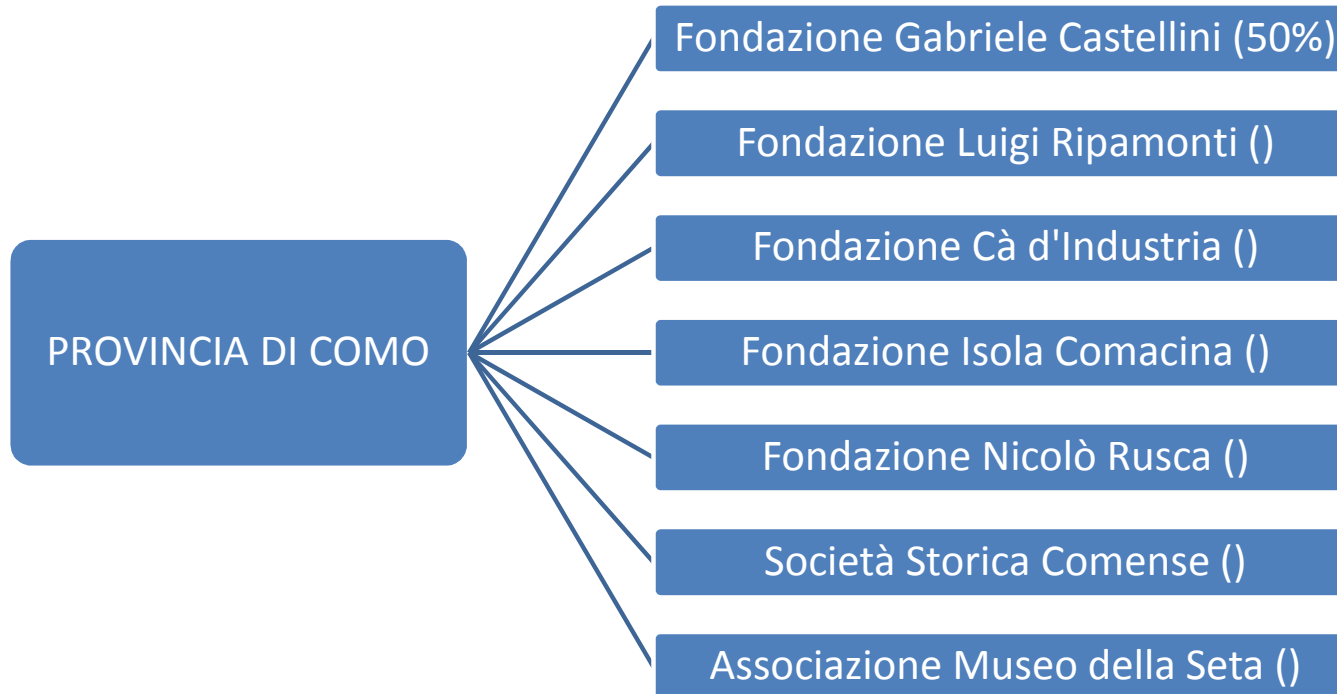 Fondazione Gabriele Castellini (50%)
Fondazione Luigi Ripamonti ()
Fondazione Cà d'Industria ()
PROVINCIA DI COMO
Fondazione Isola Comacina ()
Fondazione Nicolò Rusca ()
Società Storica Comense ()
Associazione Museo della Seta ()